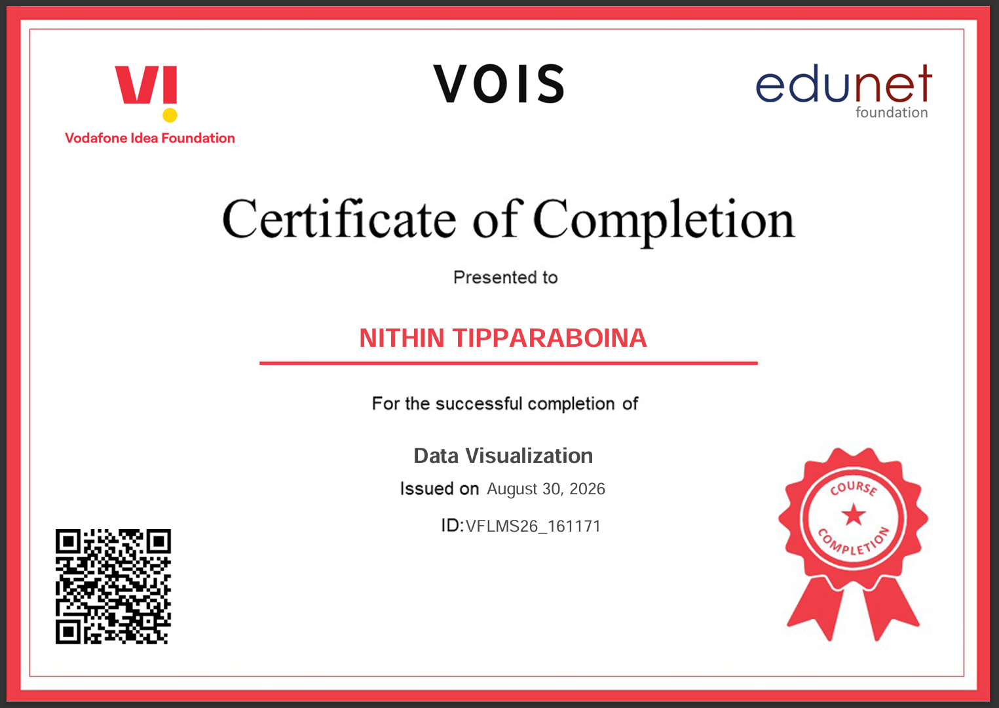 VI
Vodafone Idea Foundation
VOIS
edunet
foundation
Certificate of Completion
Presented to
NITHIN TIPPARABOINA
For the successful completion of
Data Visualization
Issued on August 30, 2026
ID:VFLMS26_161171
COURSE
COMPLETION